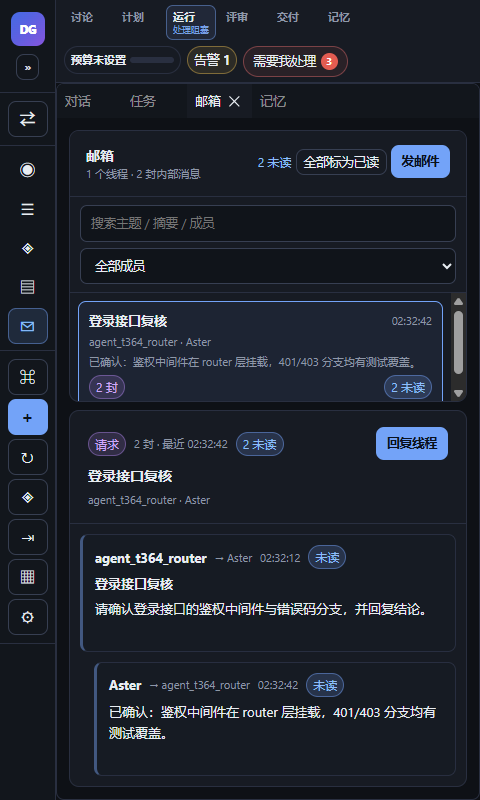 DG
讨论
计划
运行
处理阻塞
评审
交付
记忆
»
预算未设置
告警 1
需要我处理 3
对话
任务
邮箱
记忆
邮箱
1 个线程 · 2 封内部消息
2 未读
全部标为已读
发邮件
搜索主题 / 摘要 / 成员
全部成员
登录接口复核
02:32:42
agent_t364_router · Aster
已确认：鉴权中间件在 router 层挂载，401/403 分支均有测试覆盖。
2 封
2 未读
请求
2 封 · 最近 02:32:42
2 未读
回复线程
登录接口复核
agent_t364_router · Aster
agent_t364_router → Aster 02:32:12 未读
登录接口复核
请确认登录接口的鉴权中间件与错误码分支，并回复结论。
Aster → agent_t364_router 02:32:42 未读
已确认：鉴权中间件在 router 层挂载，401/403 分支均有
测试覆盖。